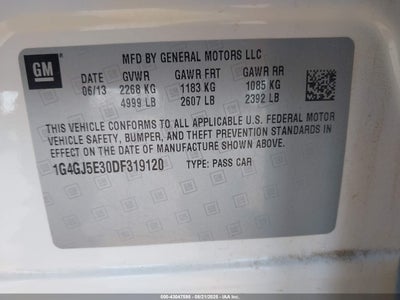 GM
MFD BY GENERAL MOTORS LLC
DATE GVWR GAWR FRT GAWR RR
06/13 2268 KG 1183 KG 1085 KG
4999 LB 2607 LB 2392 LB
THIS VEHICLE CONFORMS TO ALL APPLICABLE U.S. FEDERAL MOTOR
VEHICLE SAFETY, BUMPER, AND THEFT PREVENTION STANDARDS IN
EFFECT ON THE DATE OF MANUFACTURE SHOWN ABOVE.
1G4GJ5E30DF319120 TYPE: PASS CAR